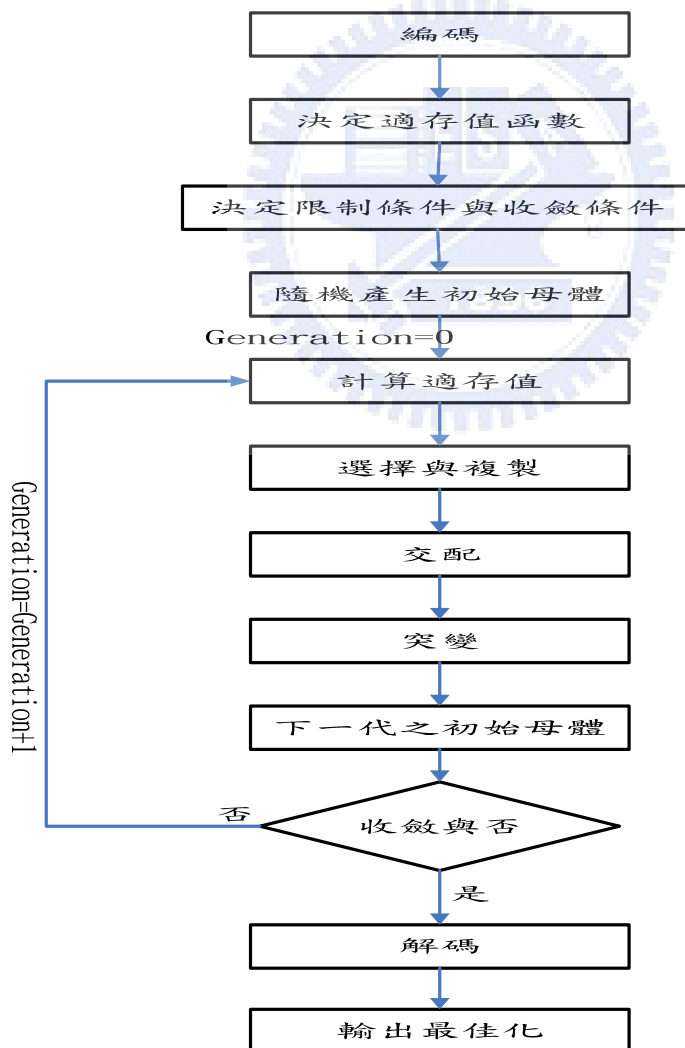 編碼
決定適存值函數
決定限制條件與收斂條件
隨機產生初始母體
Generation=0
計算適存值
選擇與複製
交配
突變
下一代之初始母體
Generation=Generation+1
否
收斂與否
是
解碼
輸出最佳化